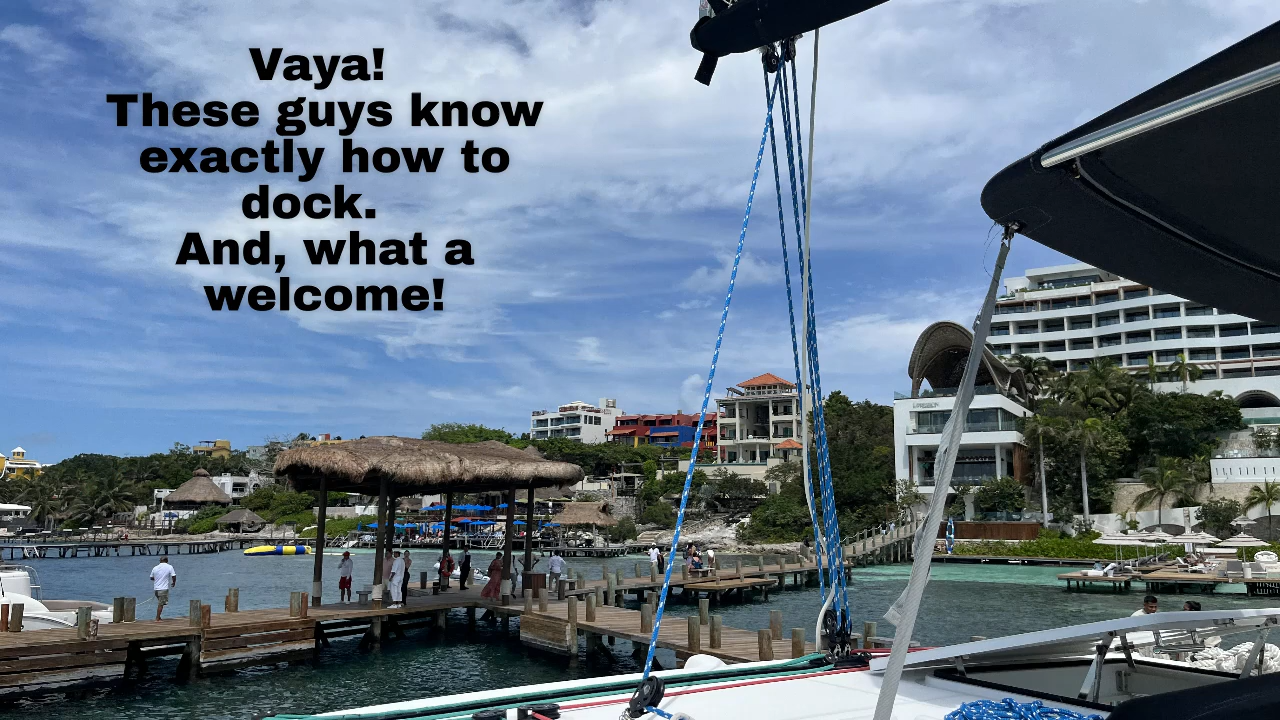 Vaya!
These guys know
exactly how to
dock.
And, what a
welcome!